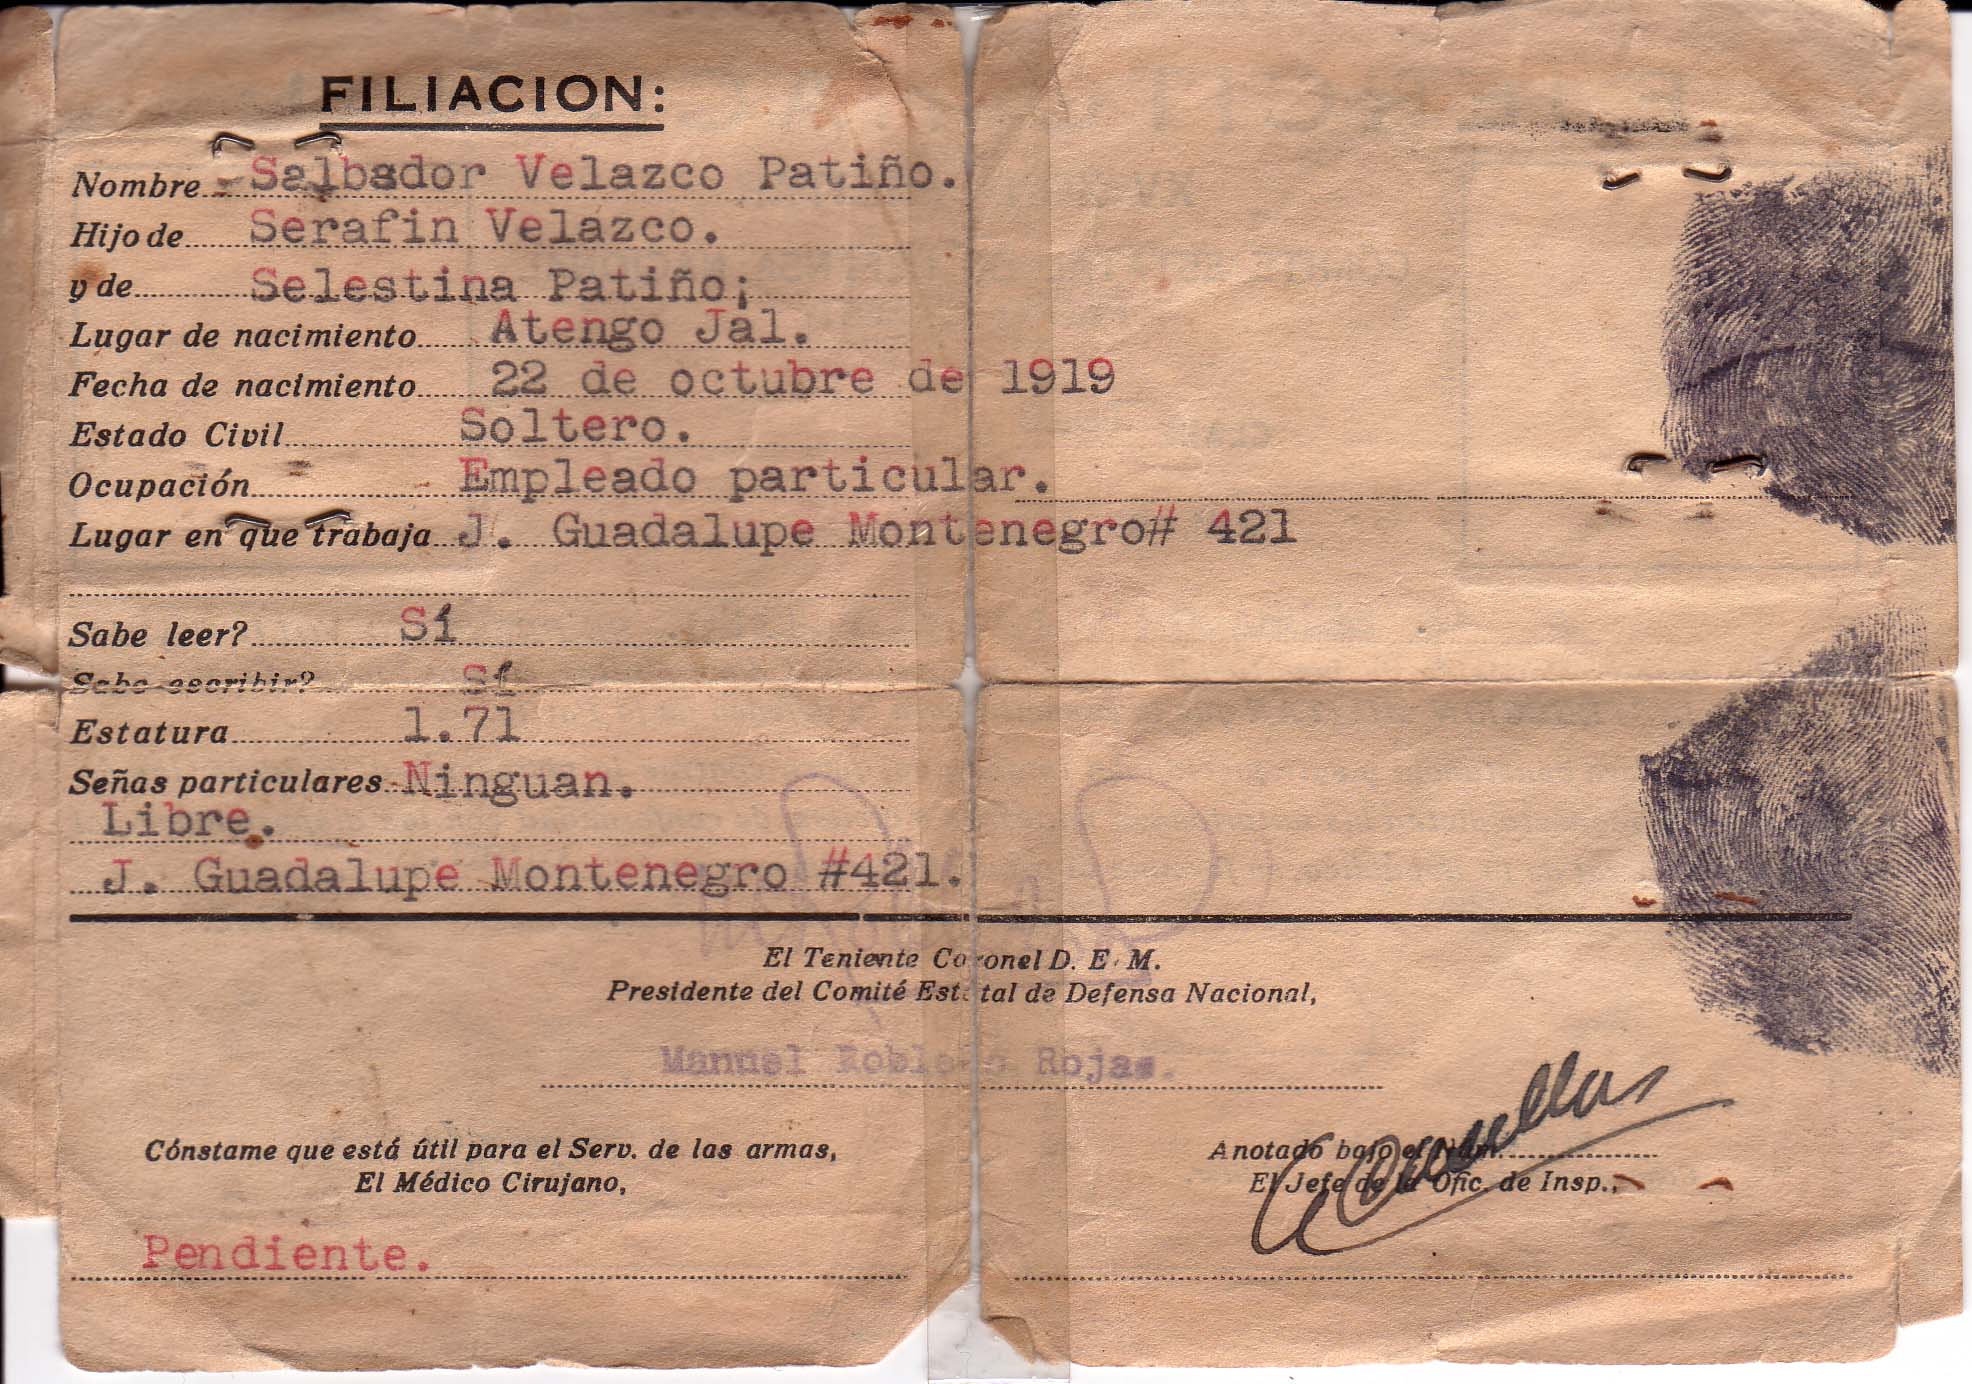 FILIACION:
Nombre Salbador Velazco Patiño.
Hijo de Serafin Velazco.
y de Selestina Patiño;
Lugar de nacimiento Atengo Jal.
Fecha de nacimiento 22 de octubre de 1919
Estado Civil Soltero.
Ocupación Empleado particular.
Lugar en que trabaja J. Guadalupe Montenegro# 421
Sabe leer? Sí
Sabe escribir? Sí
Estatura 1.71
Señas particulares Ninguan.
Libre.
J. Guadalupe Montenegro #421.
El Teniente Coronel D. E. M.
Presidente del Comité Estatal de Defensa Nacional,
Manuel Robledo Rojas.
Cónstame que está útil para el Serv. de las armas,
El Médico Cirujano,
Pendiente.
Anotado bajo el Núm.
El Jefe de la Ofic. de Insp.,